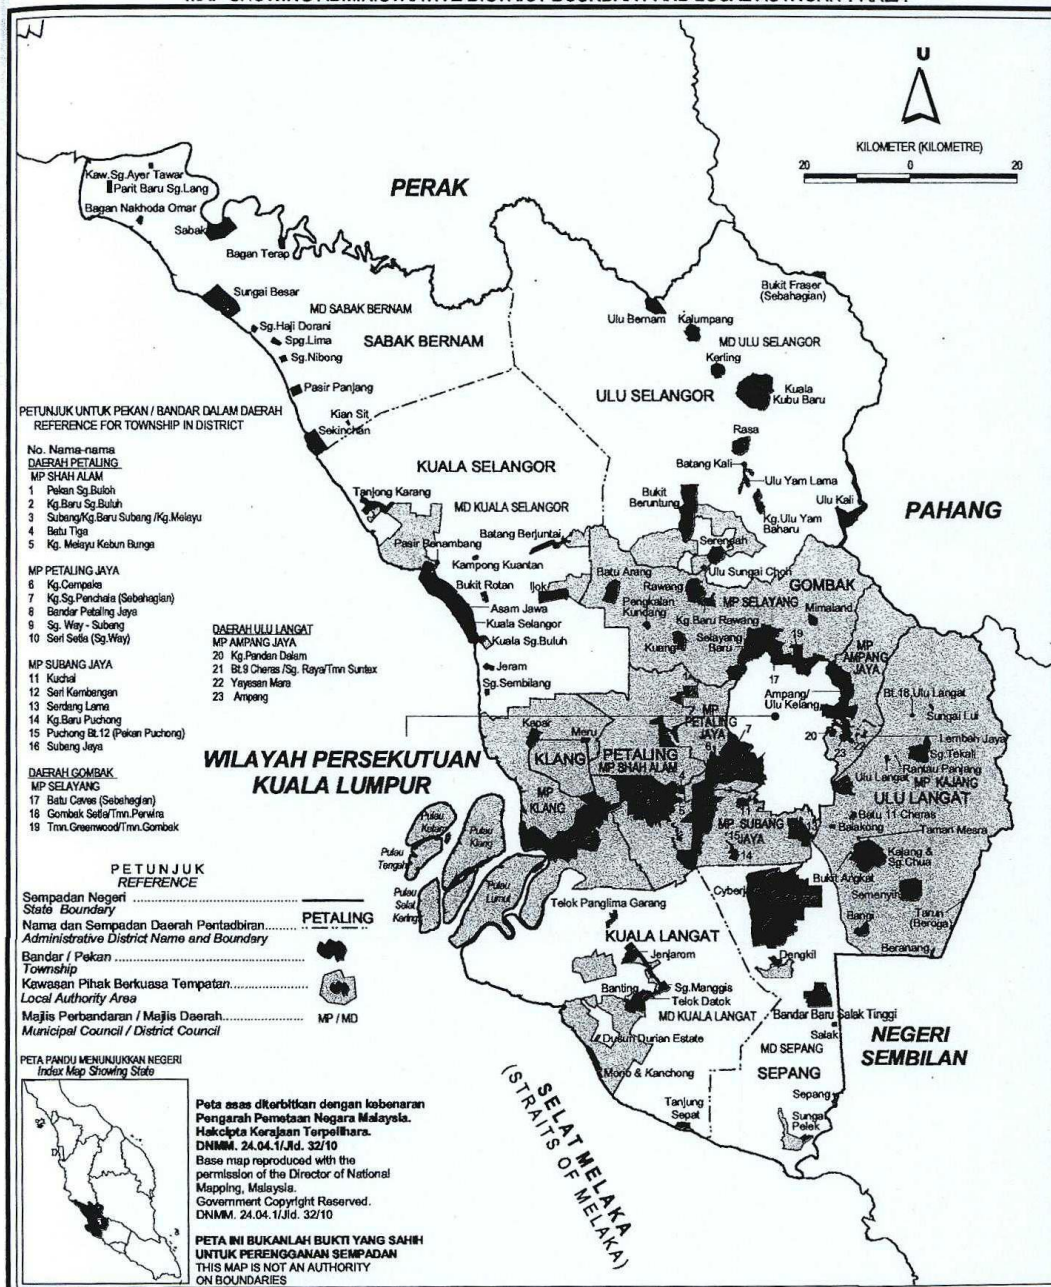 U
KILOMETER (KILOMETRE)
20 0 20
PERAK
Kaw.Sg.Ayer Tawar
Parit Baru Sg.Lang
Bagan Nakhoda Omar
Sabak
Bagan Terap
Sungai Besar
MD SABAK BERNAM
Sg.Haji Dorani
Spg.Lima
SABAK BERNAM
Sg.Nibong
Pasir Panjang
Kian Sit
Sekinchan
Bukit Fraser
(Sebahagian)
Ulu Bernam
Kalumpang
MD ULU SELANGOR
Kerling
ULU SELANGOR
Kuala
Kubu Baru
Rasa
Batang Kali
Ulu Yam Lama
Bukit
Beruntung
Kg.Ulu Yam
Baharu
Ulu Kali
PAHANG
KUALA SELANGOR
Tanjong Karang
MD KUALA SELANGOR
Pasir Penambang
Batang Berjuntai
Kampong Kuantan
Bukit Rotan
Ijok
Asam Jawa
Kuala Selangor
Kuala Sg.Buluh
Jeram
Sg.Sembilang
Serendah
Ulu Sungai Choh
GOMBAK
Batu Arang
Rawang
MP SELAYANG
Mimaland
Pengkalan
Kundang
Kg.Baru Rawang
Kuang
Selayang
Baru
19
17
MP
AMPANG
JAYA
Ampang/
Ulu Kelang
Bt.18,Ulu Langat
Sungai Lui
20
22
23
Lembah Jaya
Sg.Tekali
Rantau Panjang
Ulu Langat
MP KAJANG
ULU LANGAT
Batu 11 Cheras
Balakong
Taman Mesra
Kajang &
Sg.Chua
Bukit Angkat
Semenyih
Bangi
Tarun
(Beroga)
Beranang
Kapar
Meru
KLANG
MP
KLANG
PETALING
MP SHAH ALAM
MP
PETALING
JAYA
7
6
5
11
MP SUBANG
JAYA
15
14
13
WILAYAH PERSEKUTUAN
KUALA LUMPUR
Pulau
Ketam
Pulau
Klang
Pulau
Tengah
Pulau
Selat
Kering
Pulau
Lumut
Telok Panglima Garang
KUALA LANGAT
Jenjarom
Banting
Sg.Manggis
Telok Datok
MD KUALA LANGAT
Dusun Durian Estate
Morib & Kanchong
Tanjung
Sepat
Dengkil
Bandar Baru Salak Tinggi
Salak
MD SEPANG
SEPANG
Sepang
Sungai
Pelek
NEGERI
SEMBILAN
SELAT MELAKA
(STRAITS OF MELAKA)
PETUNJUK UNTUK PEKAN / BANDAR DALAM DAERAH
REFERENCE FOR TOWNSHIP IN DISTRICT
No. Nama-nama
DAERAH PETALING
MP SHAH ALAM
1 Pekan Sg.Buloh
2 Kg.Baru Sg.Buluh
3 Subang/Kg.Baru Subang /Kg.Melayu
4 Batu Tiga
5 Kg. Melayu Kebun Bunga
MP PETALING JAYA
6 Kg.Cempaka
7 Kg.Sg.Penchala (Sebahagian)
8 Bandar Petaling Jaya
9 Sg. Way - Subang
10 Seri Setia (Sg.Way)
MP SUBANG JAYA
11 Kuchai
12 Seri Kembangan
13 Serdang Lama
14 Kg.Baru Puchong
15 Puchong Bt.12 (Pekan Puchong)
16 Subang Jaya
DAERAH GOMBAK
MP SELAYANG
17 Batu Caves (Sebahagian)
18 Gombak Setia/Tmn.Perwira
19 Tmn.Greenwood/Tmn.Gombak
DAERAH ULU LANGAT
MP AMPANG JAYA
20 Kg.Pandan Dalam
21 Bt.9 Cheras /Sg. Raya/Tmn Suntex
22 Yayasan Mara
23 Ampang
PETUNJUK
REFERENCE
Sempadan Negeri
State Boundary
Nama dan Sempadan Daerah Pentadbiran PETALING
Administrative District Name and Boundary
Bandar / Pekan
Township
Kawasan Pihak Berkuasa Tempatan
Local Authority Area
Majlis Perbandaran / Majlis Daerah MP / MD
Municipal Council / District Council
PETA PANDU MENUNJUKKAN NEGERI
Index Map Showing State
Peta asas diterbitkan dengan kebenaran
Pengarah Pemetaan Negara Malaysia.
Hakcipta Kerajaan Terpelihara.
DNMM. 24.04.1/Jld. 32/10
Base map reproduced with the
permission of the Director of National
Mapping, Malaysia.
Government Copyright Reserved.
DNMM. 24.04.1/Jld. 32/10
PETA INI BUKANLAH BUKTI YANG SAHIH
UNTUK PERENGGANAN SEMPADAN
THIS MAP IS NOT AN AUTHORITY
ON BOUNDARIES